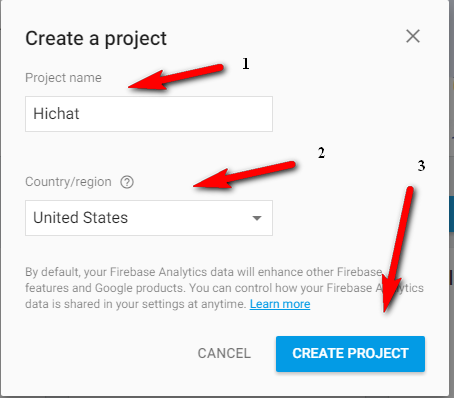 Create a project
1
Project name
Hichat
2
3
Country/region
United States
By default, your Firebase Analytics data will enhance other Firebase
features and Google products. You can control how your Firebase Analytics
data is shared in your settings at anytime. Learn more
CANCEL
CREATE PROJECT